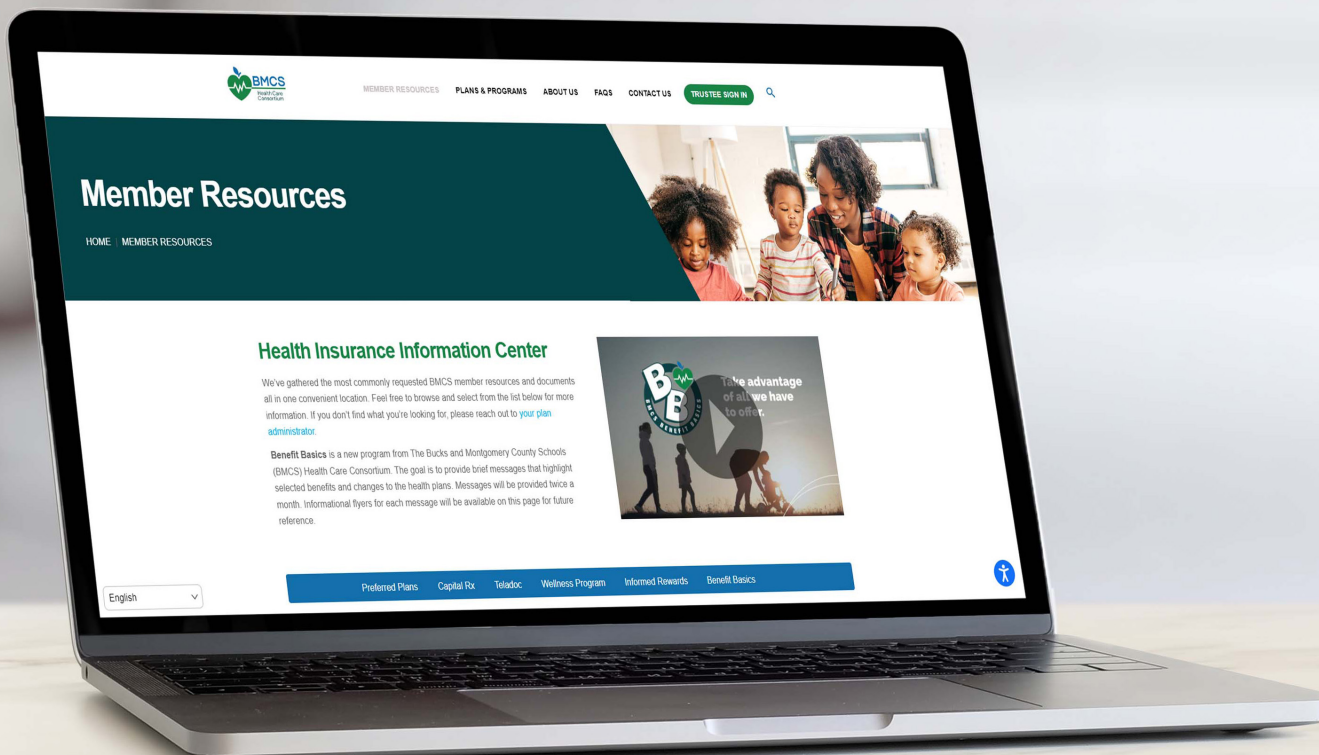 BMCS
Health Care
Consortium
MEMBER RESOURCES PLANS & PROGRAMS ABOUT US FAQS CONTACT US TRUSTEE SIGN IN
Member Resources
HOME | MEMBER RESOURCES
Health Insurance Information Center
We've gathered the most commonly requested BMCS member resources and documents
all in one convenient location. Feel free to browse and select from the list below for more
information. If you don't find what you're looking for, please reach out to your plan
administrator.
Benefit Basics is a new program from The Bucks and Montgomery County Schools
(BMCS) Health Care Consortium. The goal is to provide brief messages that highlight
selected benefits and changes to the health plans. Messages will be provided twice a
month. Informational flyers for each message will be available on this page for future
reference.
BB
BMCS BENEFIT BASICS
Take advantage
of all we have
to offer.
Preferred Plans Capital Rx Teladoc Wellness Program Informed Rewards Benefit Basics
English